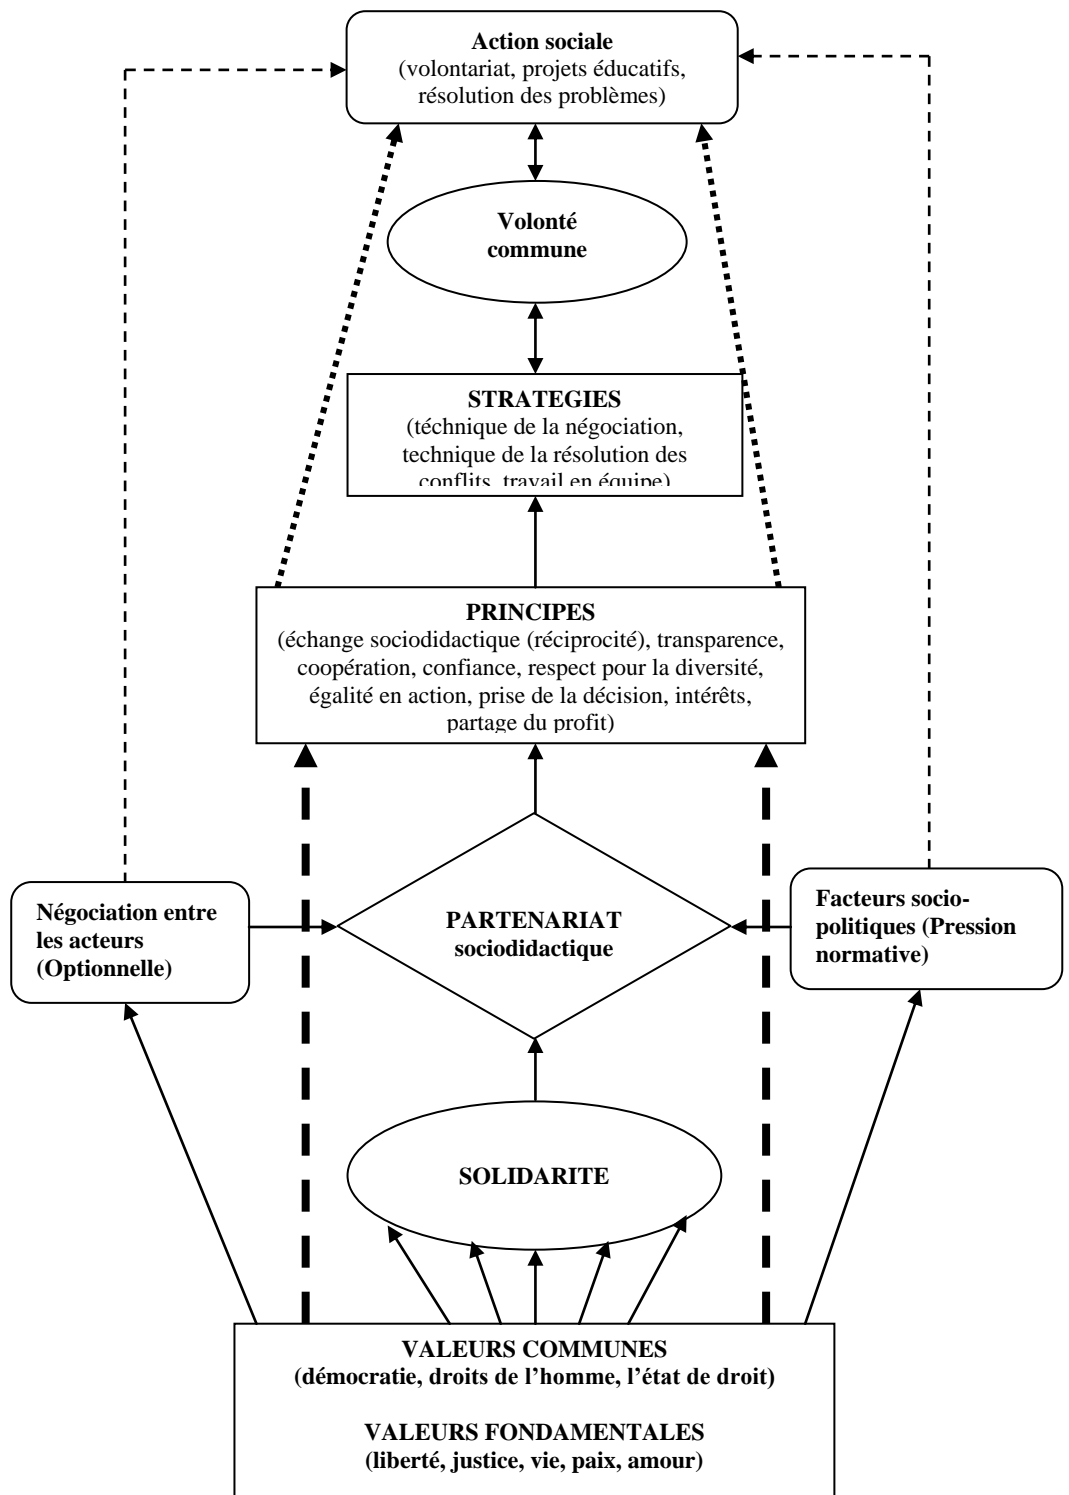 Action sociale
(volontariat, projets éducatifs,
résolution des problèmes)
Volonté
commune
STRATEGIES
(téchnique de la négociation,
technique de la résolution des
conflits, travail en équipe)
PRINCIPES
(échange sociodidactique (réciprocité), transparence,
coopération, confiance, respect pour la diversité,
égalité en action, prise de la décision, intérêts,
partage du profit)
Négociation entre
les acteurs
(Optionnelle)
PARTENARIAT
sociodidactique
Facteurs socio-
politiques (Pression
normative)
SOLIDARITE
VALEURS COMMUNES
(démocratie, droits de l’homme, l’état de droit)
VALEURS FONDAMENTALES
(liberté, justice, vie, paix, amour)